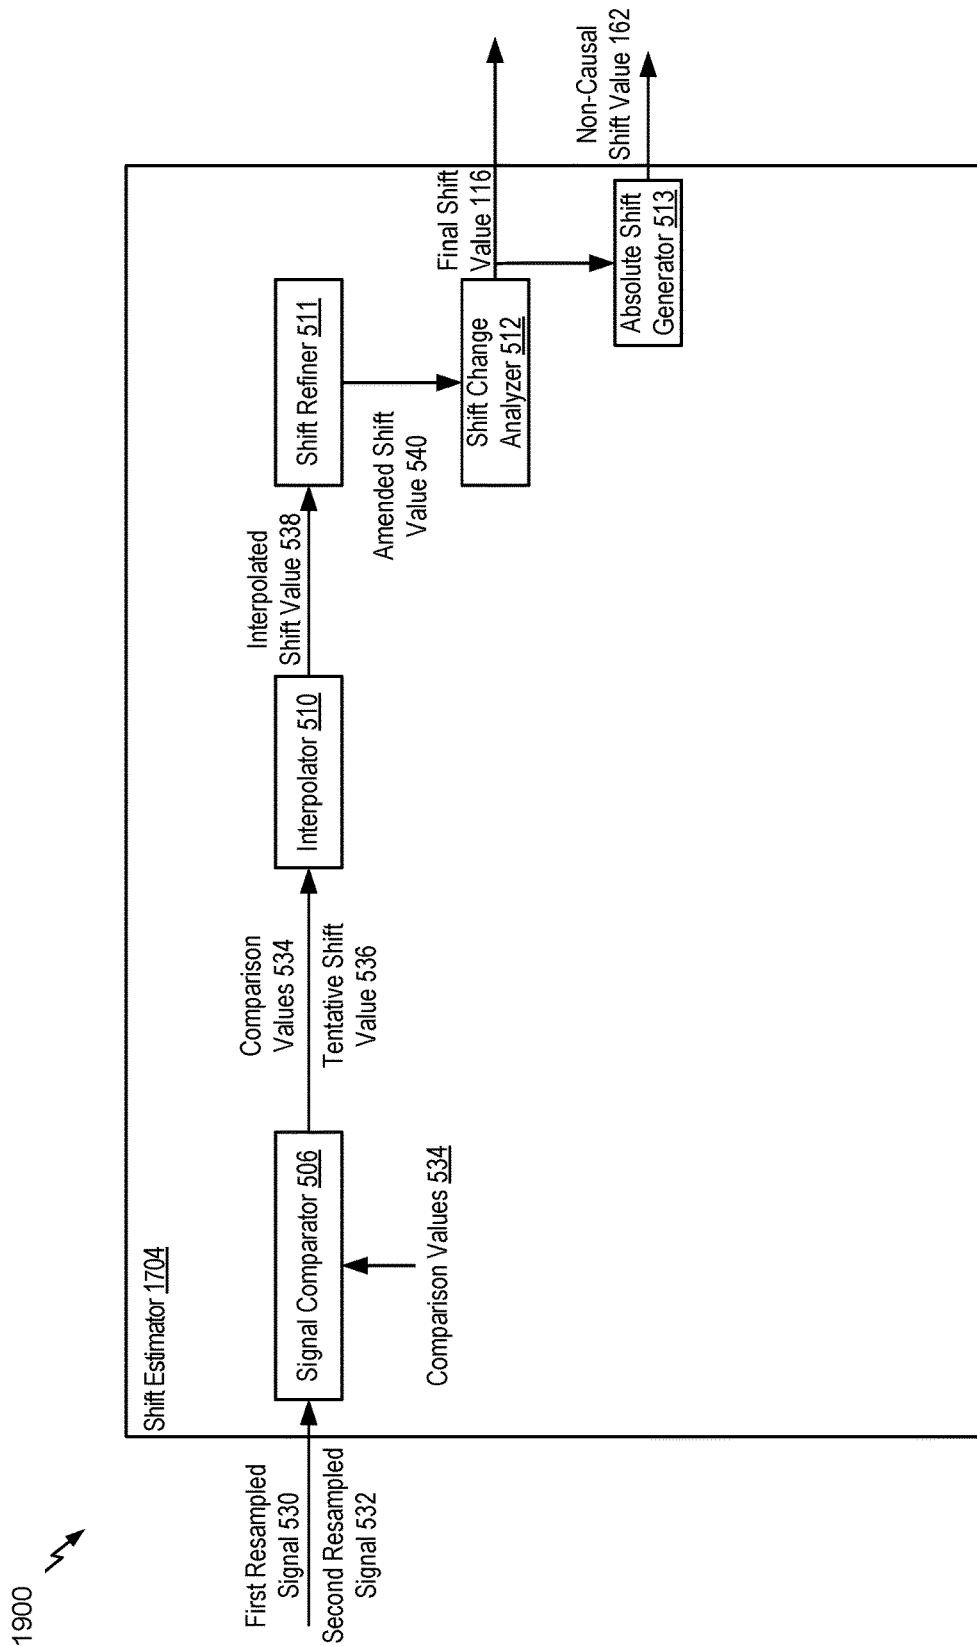 1900
Shift Estimator 1704
First Resampled
Signal 530
Second Resampled
Signal 532
Signal Comparator 506
Comparison Values 534
Comparison
Values 534
Tentative Shift
Value 536
Interpolator 510
Interpolated
Shift Value 538
Shift Refiner 511
Amended Shift
Value 540
Shift Change
Analyzer 512
Final Shift
Value 116
Absolute Shift
Generator 513
Non-Causal
Shift Value 162